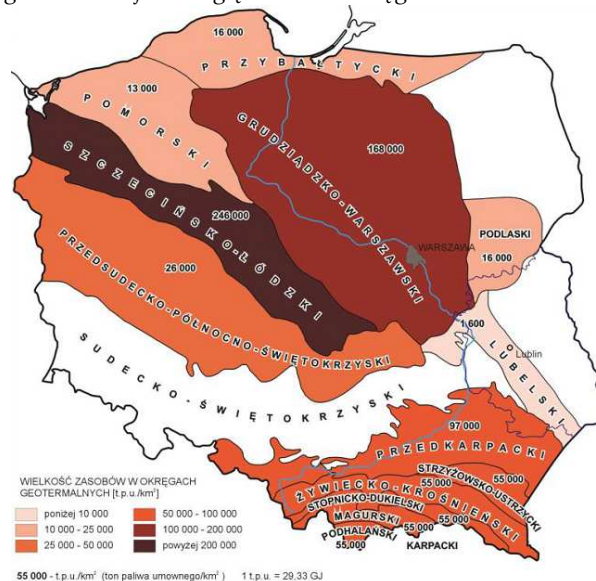 16 000
PRZYBAŁTYCKI
13 000
POMORSKI
GRUDZIĄDZKO-WARSZAWSKI
168 000
SZCZECIŃSKO-ŁÓDZKI
246 000
PODLASKI
16 000
WARSZAWA
26 000
PRZEDSUDECKO-PÓŁNOCNO-ŚWIĘTOKRZYSKI
1 600
Lublin
LUBELSKI
SUDECKO-ŚWIĘTOKRZYSKI
97 000
PRZEDKARPACKI
STRZYŻOWSKO-USTRZYCKI
55 000
55 000
ŻYWIECKO-KROŚNIEŃSKI
55 000
STOPNICKO-DUKIELSKI
55 000
MAGURSKI
55 000
PODHALAŃSKI
55 000
KARPACKI
WIELKOŚĆ ZASOBÓW W OKRĘGACH
GEOTERMALNYCH [t.p.u./km²]
poniżej 10 000
50 000 - 100 000
10 000 - 25 000
100 000 - 200 000
25 000 - 50 000
powyżej 200 000
55 000 - t.p.u./km² (ton paliwa umownego/km²) 1 t.p.u. = 29,33 GJ